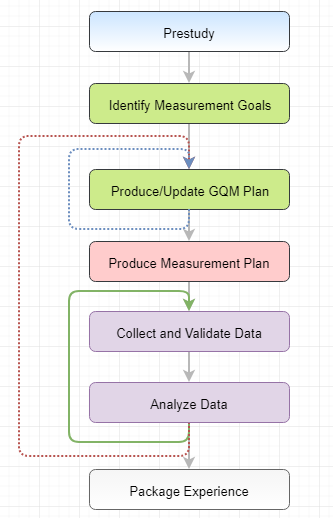 Prestudy
Identify Measurement Goals
Produce/Update GQM Plan
Produce Measurement Plan
Collect and Validate Data
Analyze Data
Package Experience